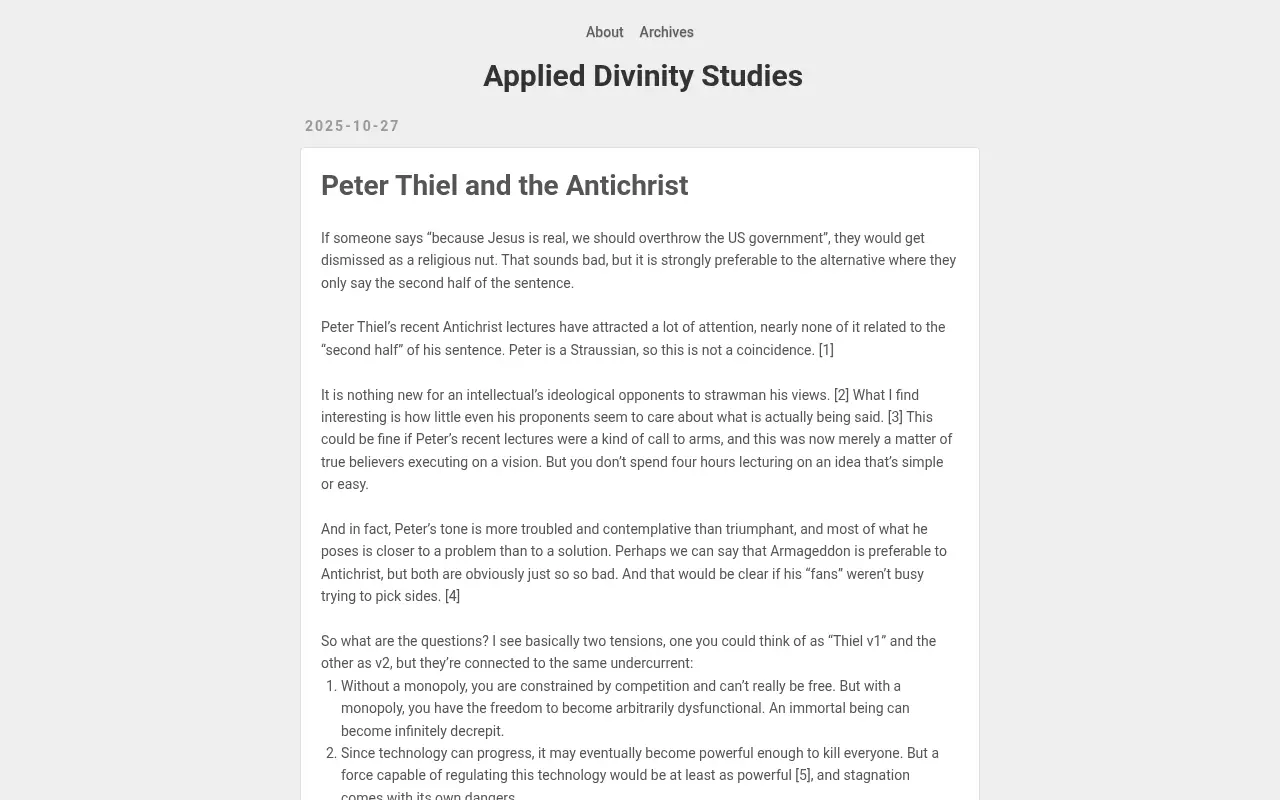 About Archives
Applied Divinity Studies
2025-10-27
Peter Thiel and the Antichrist
If someone says “because Jesus is real, we should overthrow the US government”, they would get
dismissed as a religious nut. That sounds bad, but it is strongly preferable to the alternative where they
only say the second half of the sentence.
Peter Thiel’s recent Antichrist lectures have attracted a lot of attention, nearly none of it related to the
“second half” of his sentence. Peter is a Straussian, so this is not a coincidence. [1]
It is nothing new for an intellectual’s ideological opponents to strawman his views. [2] What I find
interesting is how little even his proponents seem to care about what is actually being said. [3] This
could be fine if Peter’s recent lectures were a kind of call to arms, and this was now merely a matter of
true believers executing on a vision. But you don’t spend four hours lecturing on an idea that’s simple
or easy.
And in fact, Peter’s tone is more troubled and contemplative than triumphant, and most of what he
poses is closer to a problem than to a solution. Perhaps we can say that Armageddon is preferable to
Antichrist, but both are obviously just so so bad. And that would be clear if his “fans” weren’t busy
trying to pick sides. [4]
So what are the questions? I see basically two tensions, one you could think of as “Thiel v1” and the
other as v2, but they’re connected to the same undercurrent:
1. Without a monopoly, you are constrained by competition and can’t really be free. But with a
monopoly, you have the freedom to become arbitrarily dysfunctional. An immortal being can
become infinitely decrepit.
2. Since technology can progress, it may eventually become powerful enough to kill everyone. But a
force capable of regulating this technology would be at least as powerful [5], and stagnation
comes with its own dangers.